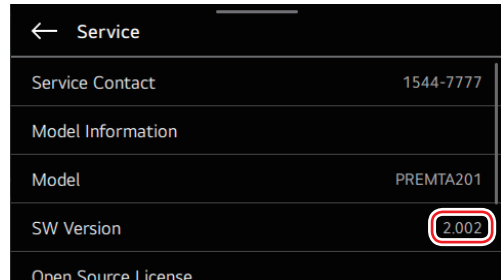 ← Service
Service Contact 1544-7777
Model Information
Model PREMTA201
SW Version 2.002
Open Source License